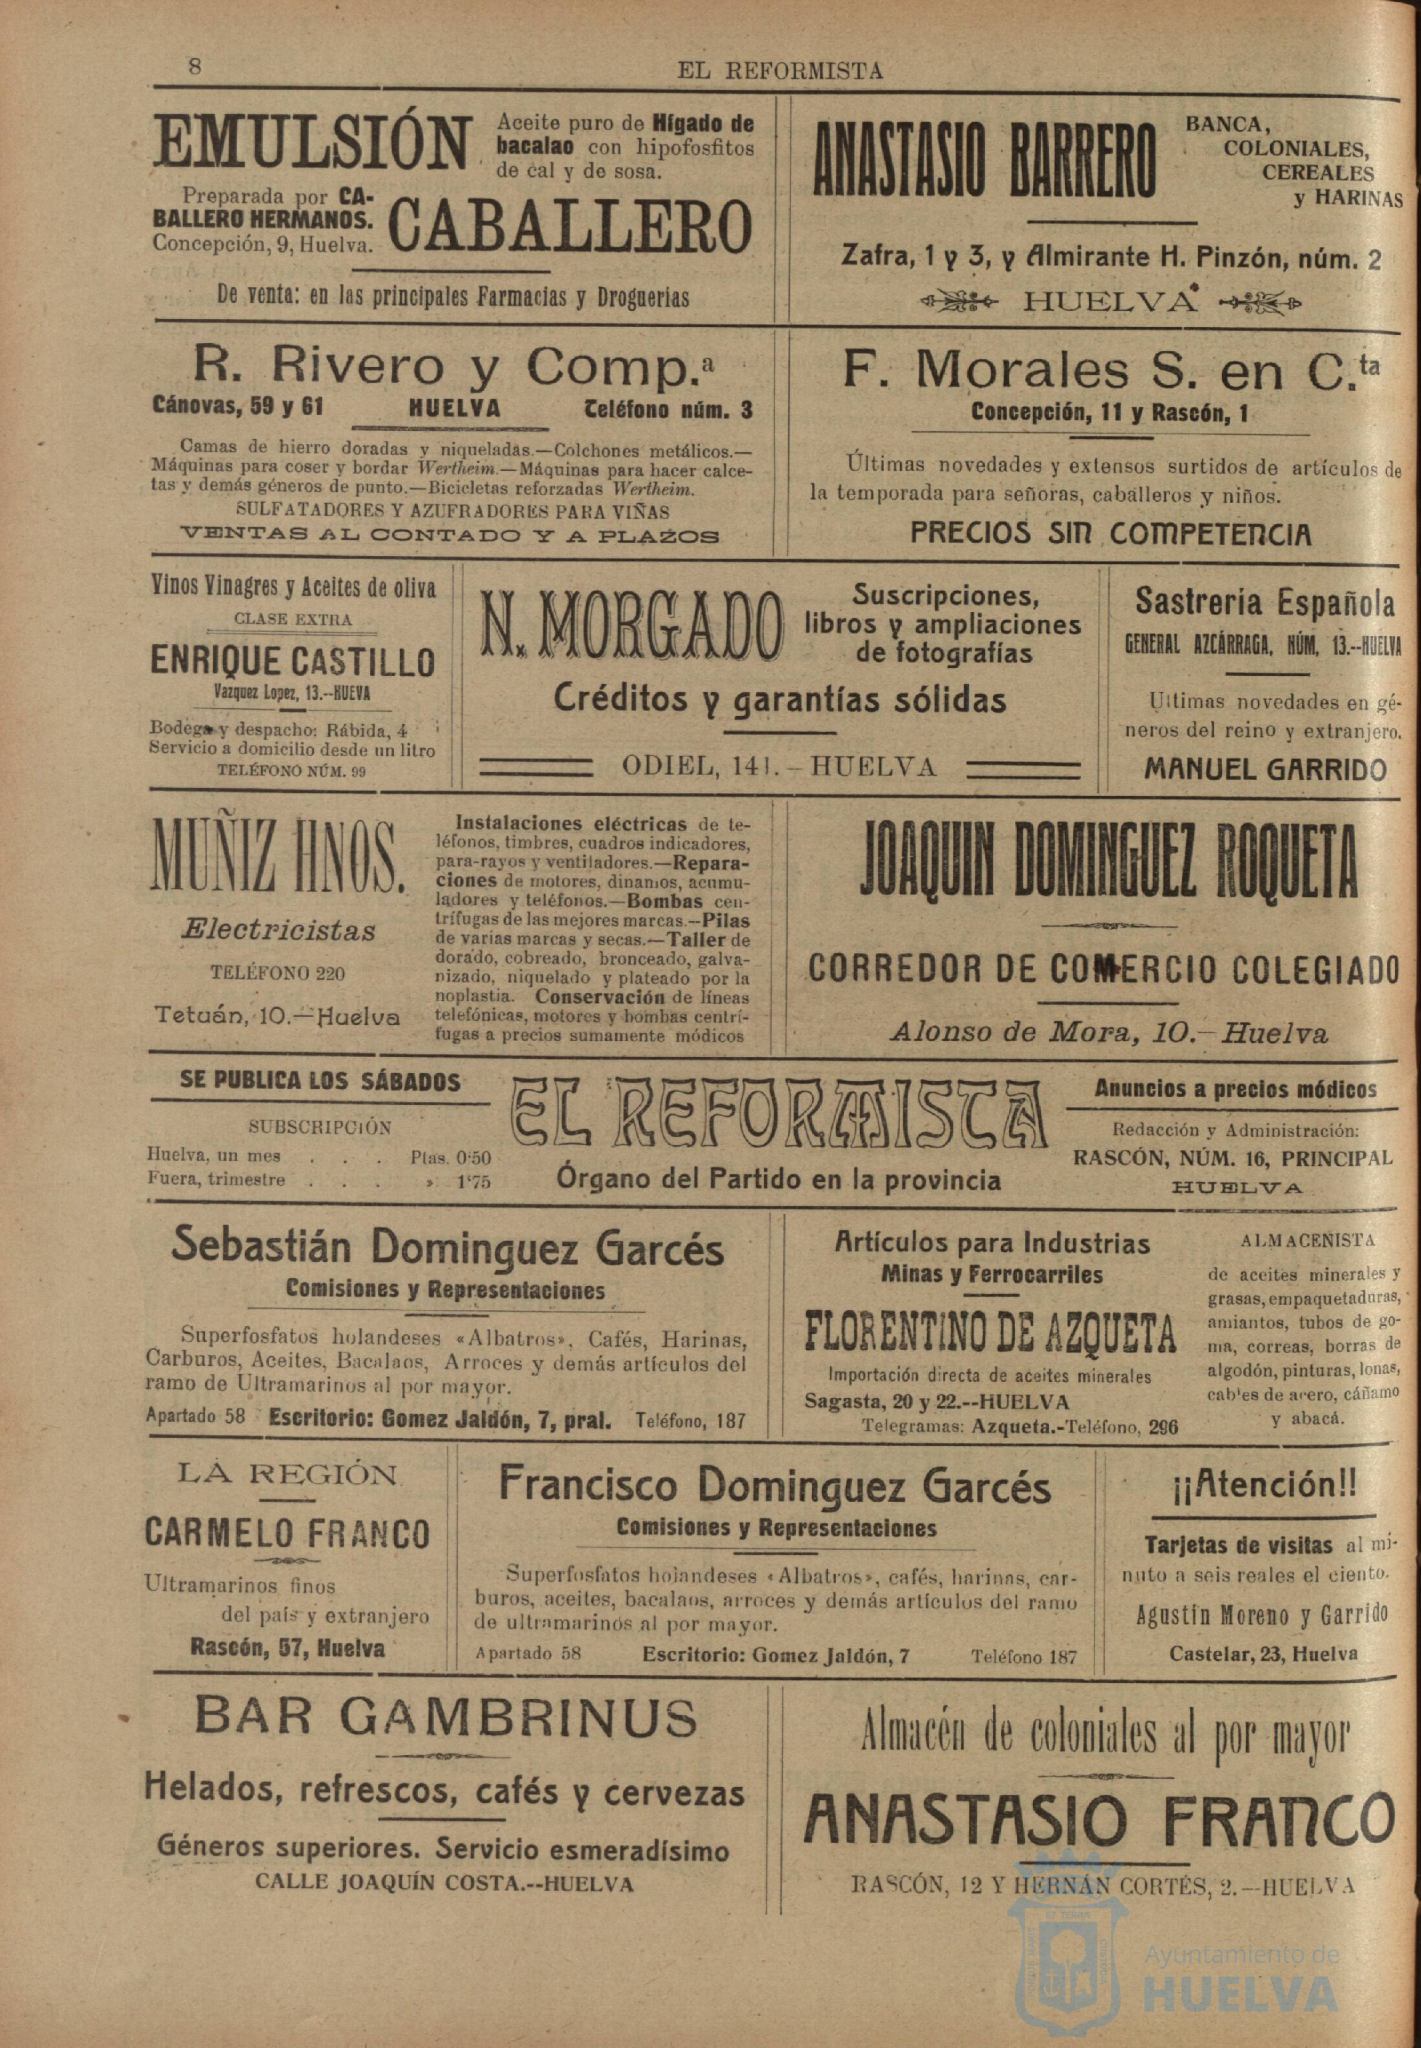 8
EL REFORMISTA
EMULSIÓN
Aceite puro de Hígado de
bacalao con hipofosfitos
de cal y de sosa.
Preparada por CA-
BALLERO HERMANOS.
Concepción, 9, Huelva.
CABALLERO
De venta: en las principales Farmacias y Droguerias
ANASTASIO BARRERO
BANCA,
COLONIALES,
CEREALES
y HARINAS
Zafra, 1 y 3, y Almirante H. Pinzón, núm. 2
HUELVA
R. Rivero y Comp.ª
Cánovas, 59 y 61 HUELVA Teléfono núm. 3
Camas de hierro doradas y niqueladas.—Colchones metálicos.—
Máquinas para coser y bordar Wertheim.—Máquinas para hacer calce-
tas y demás géneros de punto.—Bicicletas reforzadas Wertheim.
SULFATADORES Y AZUFRADORES PARA VIÑAS
VENTAS AL CONTADO Y A PLAZOS
F. Morales S. en C.ta
Concepción, 11 y Rascón, 1
Últimas novedades y extensos surtidos de artículos de
la temporada para señoras, caballeros y niños.
PRECIOS SIN COMPETENCIA
Vinos Vinagres y Aceites de oliva
CLASE EXTRA
ENRIQUE CASTILLO
Vazquez Lopez, 13.--HUEVA
Bodega y despacho: Rábida, 4
Servicio a domicilio desde un litro
TELÉFONO NÚM. 99
N. MORGADO
Suscripciones,
libros y ampliaciones
de fotografías
Créditos y garantías sólidas
ODIEL, 141.—HUELVA
Sastrería Española
GENERAL AZCÁRRAGA, NÚM, 13.--HUELVA
Ultimas novedades en gé-
neros del reino y extranjero.
MANUEL GARRIDO
MUÑIZ HNOS.
Electricistas
TELÉFONO 220
Tetuán, 10.—Huelva
Instalaciones eléctricas de te-
léfonos, timbres, cuadros indicadores,
para-rayos y ventiladores.—Repara-
ciones de motores, dinamos, acumu-
ladores y teléfonos.—Bombas cen-
trífugas de las mejores marcas.—Pilas
de varias marcas y secas.—Taller de
dorado, cobreado, bronceado, galva-
nizado, niquelado y plateado por la
noplastia. Conservación de líneas
telefónicas, motores y bombas centrí-
fugas a precios sumamente módicos
JOAQUIN DOMINGUEZ ROQUETA
CORREDOR DE COMERCIO COLEGIADO
Alonso de Mora, 10.—Huelva
SE PUBLICA LOS SÁBADOS
SUBSCRIPCIÓN
Huelva, un mes . . . Ptas. 0'50
Fuera, trimestre . . . » 1'75
EL REFORMISTA
Órgano del Partido en la provincia
Anuncios a precios módicos
Redacción y Administración:
RASCÓN, NÚM. 16, PRINCIPAL
HUELVA
Sebastián Dominguez Garcés
Comisiones y Representaciones
Superfosfatos holandeses «Albatros», Cafés, Harinas,
Carburos, Aceites, Bacalaos, Arroces y demás artículos del
ramo de Ultramarinos al por mayor.
Apartado 58 Escritorio: Gomez Jaldón, 7, pral. Teléfono, 187
Artículos para Industrias
Minas y Ferrocarriles
FLORENTINO DE AZQUETA
Importación directa de aceites minerales
Sagasta, 20 y 22.--HUELVA
Telegramas: Azqueta.-Teléfono, 296
ALMACENISTA
de aceites minerales y
grasas, empaquetaduras,
amiantos, tubos de go-
ma, correas, borras de
algodón, pinturas, lonas,
cables de acero, cáñamo
y abacá.
LA REGIÓN
CARMELO FRANCO
Ultramarinos finos
del país y extranjero
Rascón, 57, Huelva
Francisco Dominguez Garcés
Comisiones y Representaciones
Superfosfatos holandeses «Albatros», cafés, harinas, car-
buros, aceites, bacalaos, arroces y demás artículos del ramo
de ultramarinos al por mayor.
Apartado 58 Escritorio: Gomez Jaldón, 7 Teléfono 187
¡¡Atención!!
Tarjetas de visitas al mi-
nuto a seis reales el ciento.
Agustín Moreno y Garrido
Castelar, 23, Huelva
BAR GAMBRINUS
Helados, refrescos, cafés y cervezas
Géneros superiores. Servicio esmeradísimo
CALLE JOAQUÍN COSTA.--HUELVA
Almacén de coloniales al por mayor
ANASTASIO FRANCO
RASCÓN, 12 Y HERNÁN CORTÉS, 2.—HUELVA
Ayuntamiento de
HUELVA